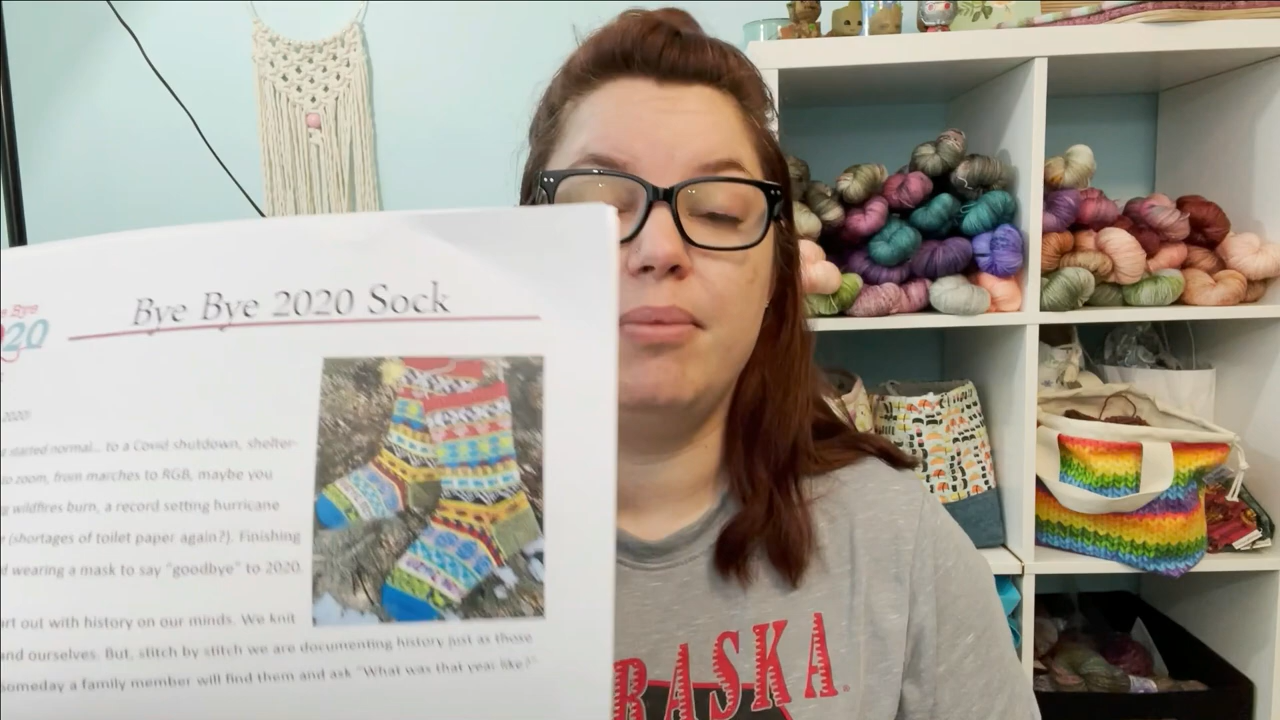 Bye Bye 2020 Sock
Bye
20
2020)
started normal... to a Covid shutdown, shelter-
to zoom, from marches to RGB, maybe you
wildfires burn, a record setting hurricane
(shortages of toilet paper again?). Finishing
wearing a mask to say "goodbye" to 2020.
art out with history on our minds. We knit
and ourselves. But, stitch by stitch we are documenting history just as those
someday a family member will find them and ask "What was that year like?"
RASKA